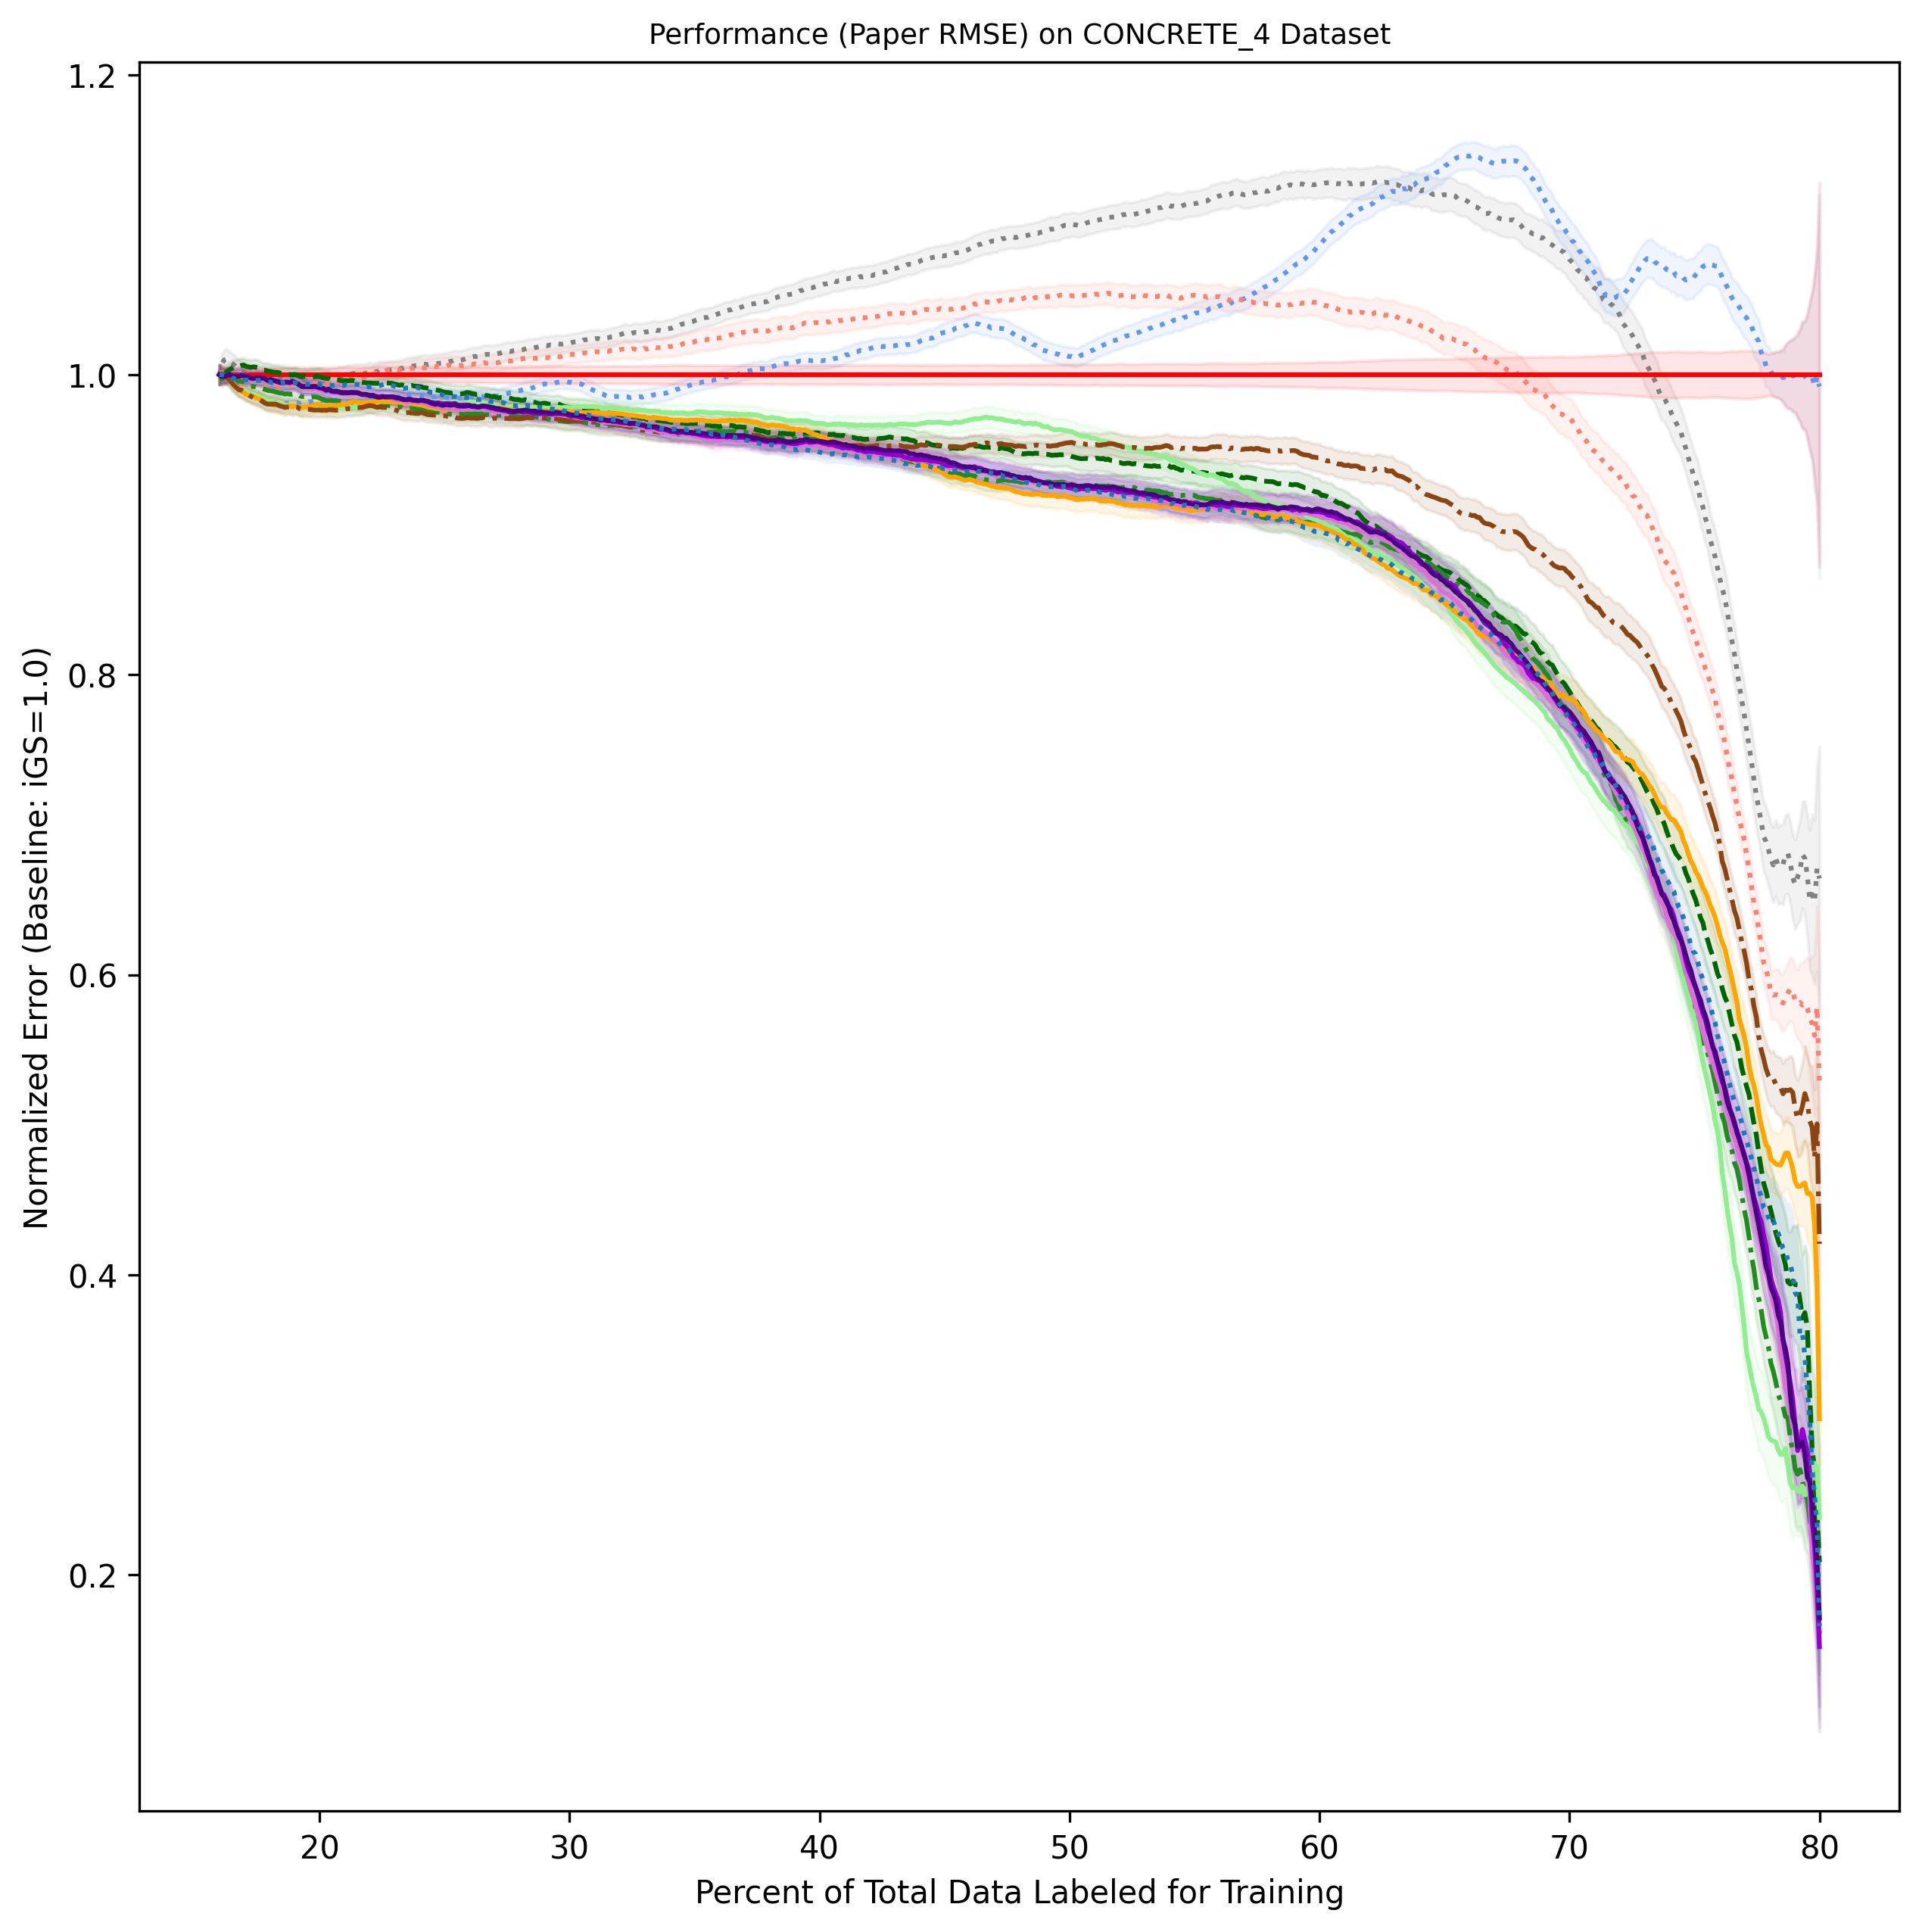 Performance (Paper RMSE) on CONCRETE_4 Dataset
1.2
1.0
0.8
0.6
0.4
0.2
Normalized Error (Baseline: iGS=1.0)
20 30 40 50 60 70 80
Percent of Total Data Labeled for Training